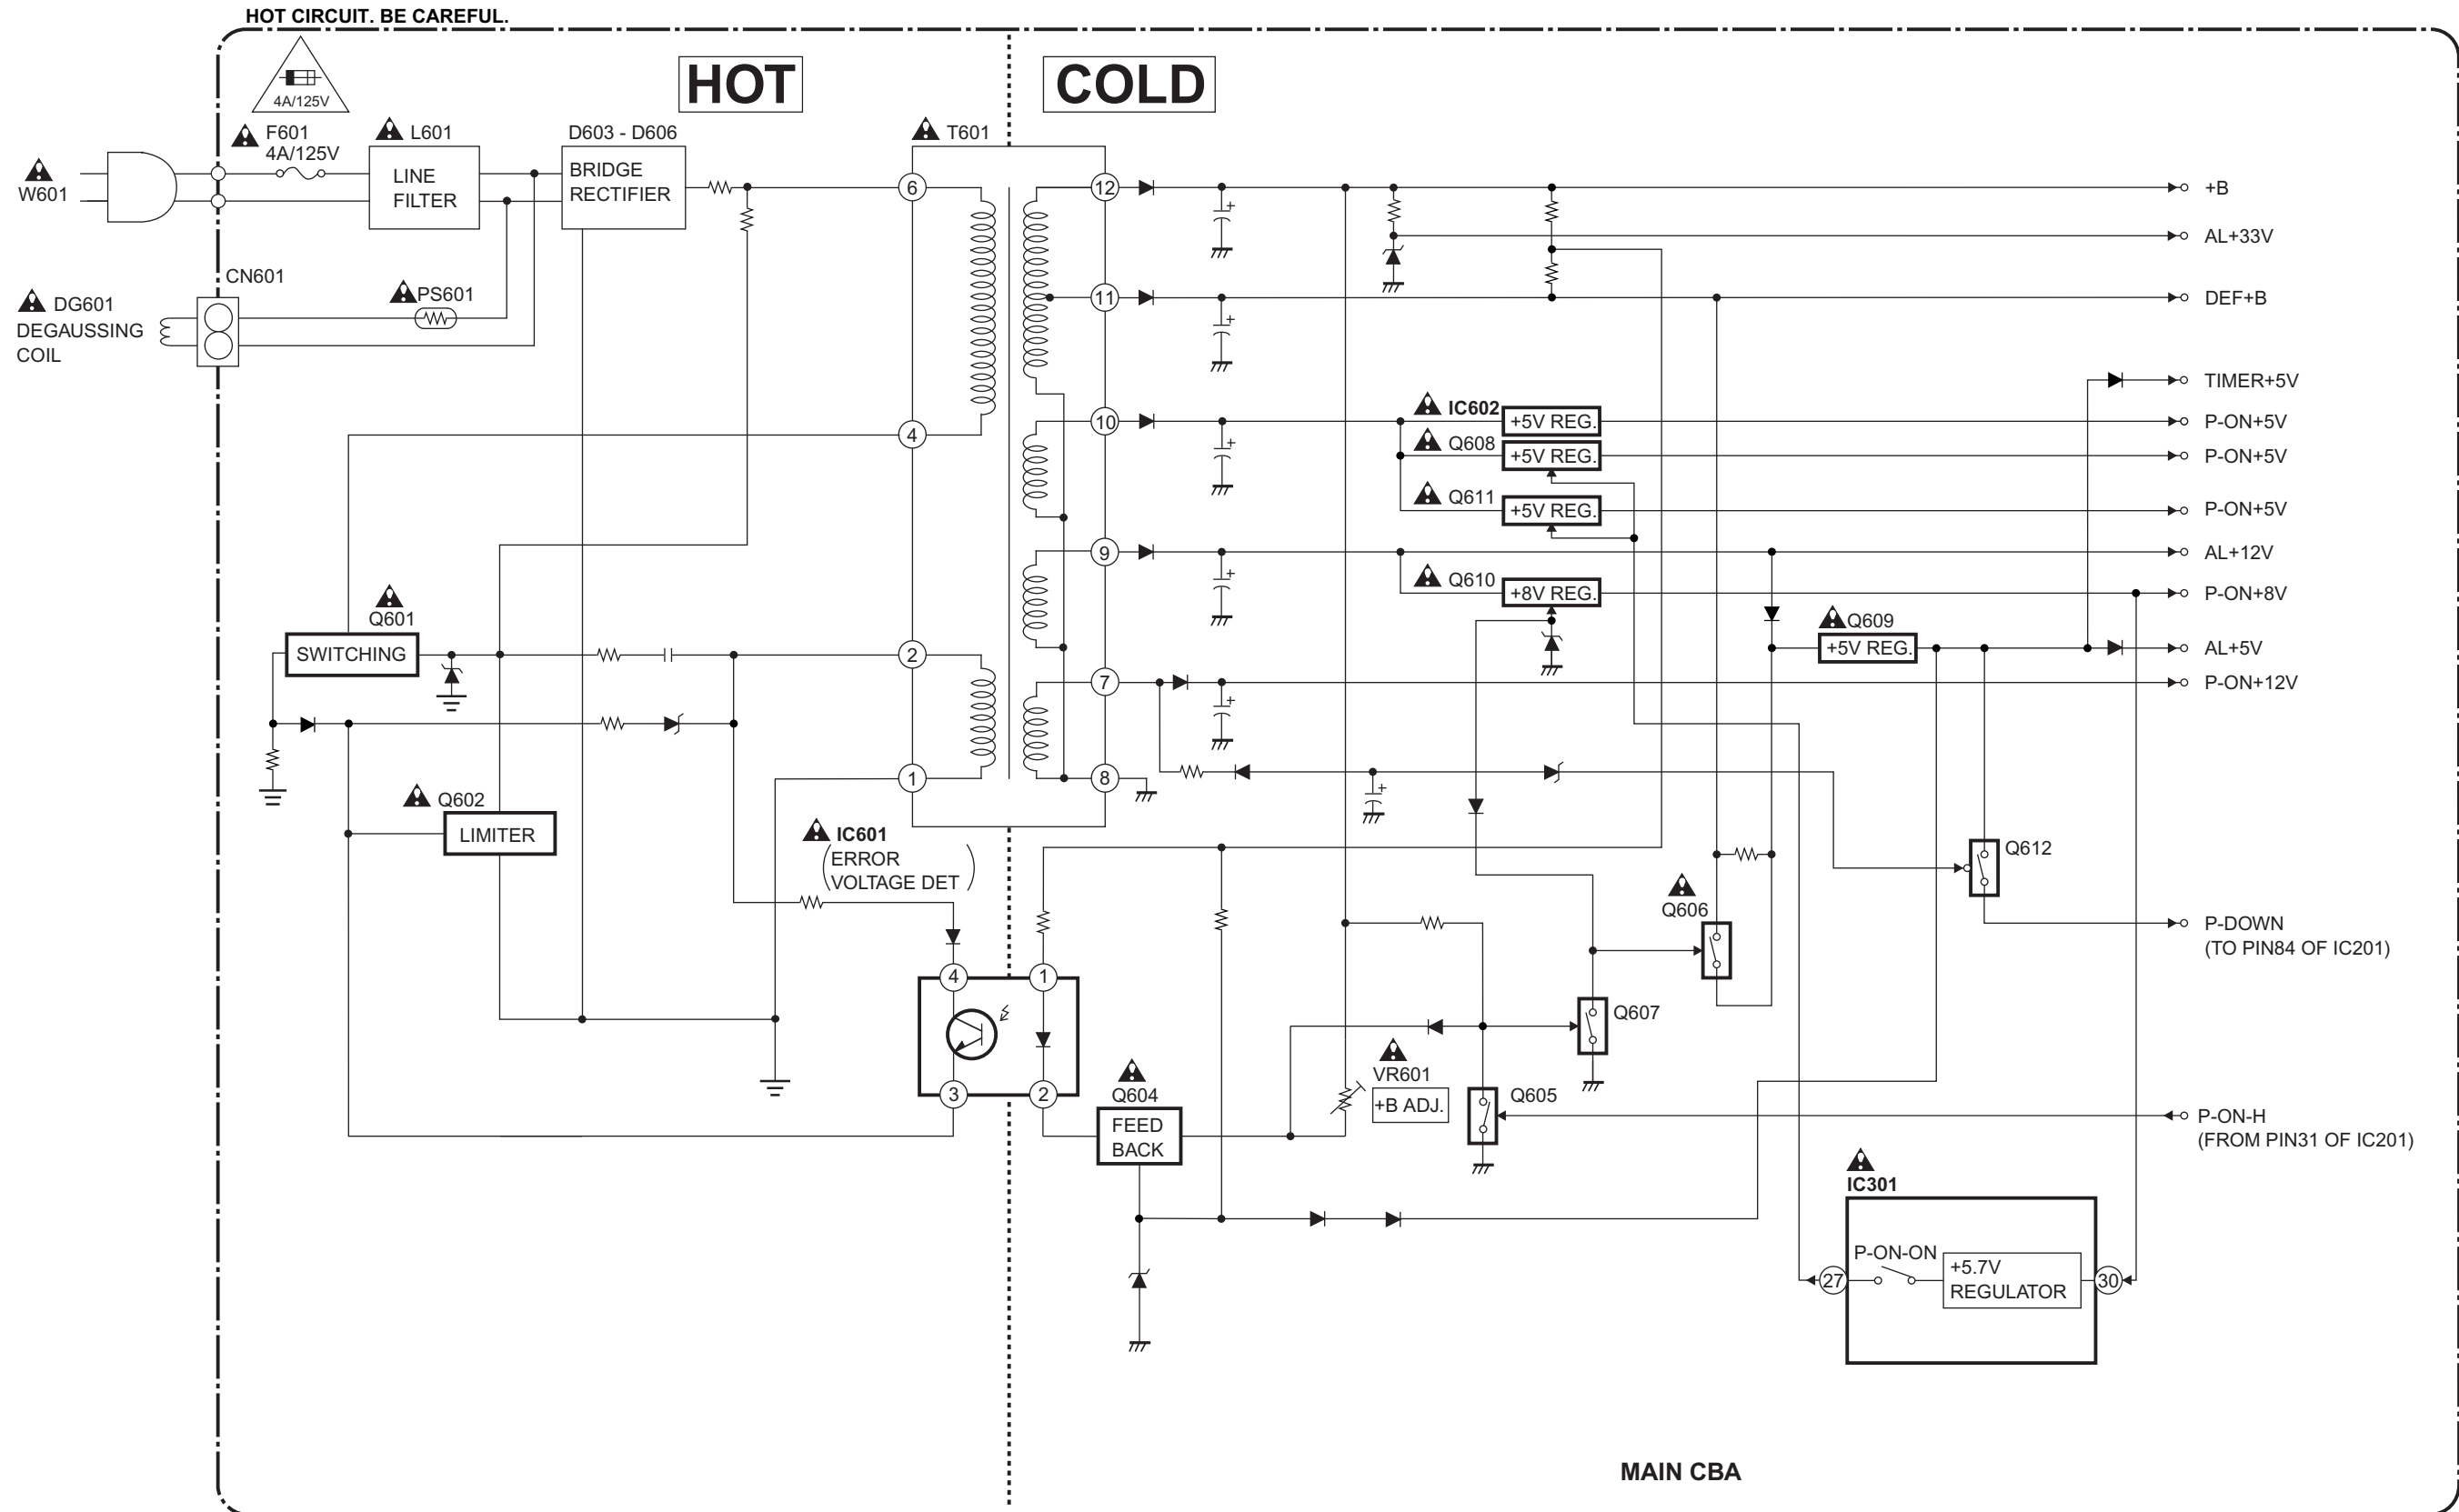 HOT CIRCUIT. BE CAREFUL.
4A/125V
HOT
COLD
F601
4A/125V
L601
LINE
FILTER
D603 - D606
BRIDGE
RECTIFIER
T601
W601
CN601
PS601
DG601
DEGAUSSING
COIL
6
4
2
1
12
11
10
9
7
8
+B
AL+33V
DEF+B
TIMER+5V
IC602
+5V REG.
P-ON+5V
Q608
+5V REG.
P-ON+5V
Q611
+5V REG.
P-ON+5V
AL+12V
Q610
+8V REG.
P-ON+8V
Q609
+5V REG.
AL+5V
P-ON+12V
Q601
SWITCHING
Q602
LIMITER
IC601
ERROR
VOLTAGE DET
4
1
3
2
Q612
Q606
P-DOWN
(TO PIN84 OF IC201)
Q607
VR601
+B ADJ.
Q604
FEED
BACK
Q605
P-ON-H
(FROM PIN31 OF IC201)
IC301
P-ON-ON
+5.7V
REGULATOR
27
30
MAIN CBA